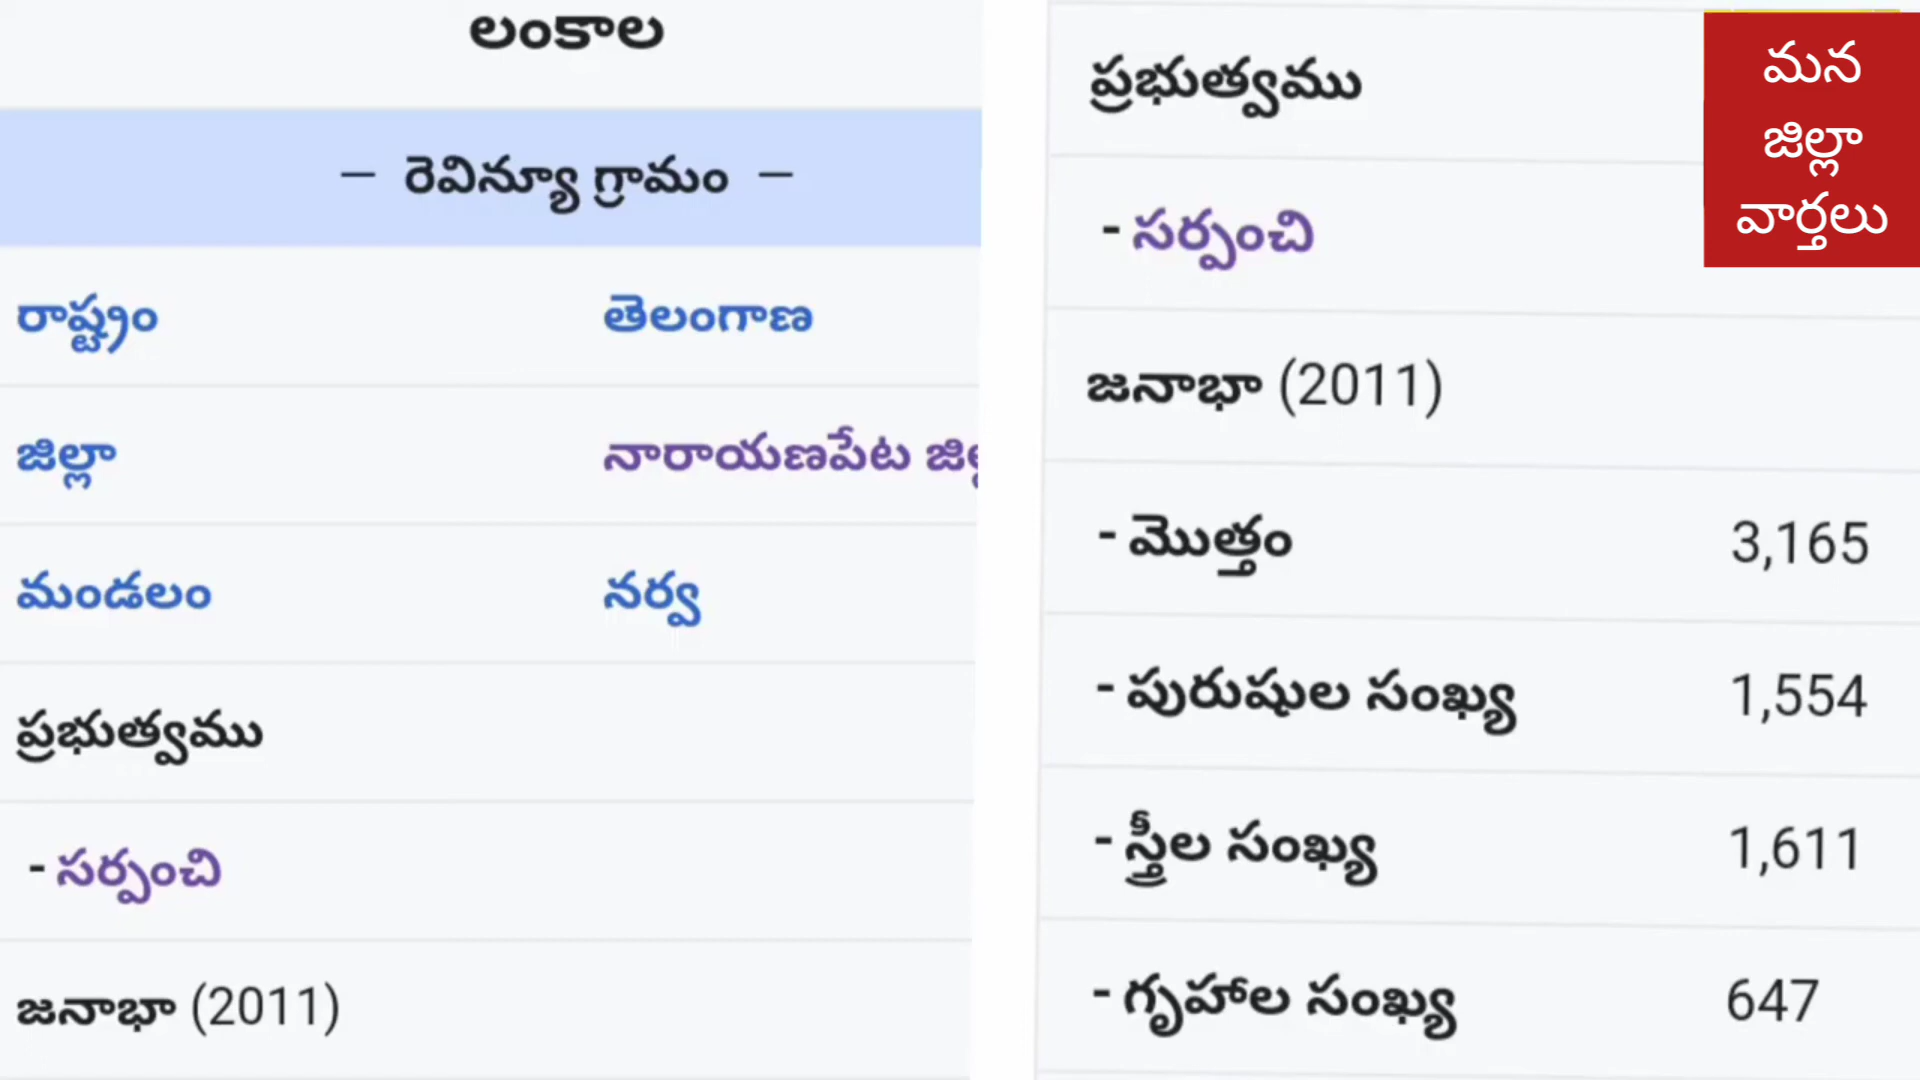 లంకాల
— రెవిన్యూ గ్రామం —
రాష్ట్రం తెలంగాణ
జిల్లా నారాయణపేట
మండలం నర్వ
ప్రభుత్వము
- సర్పంచి
జనాభా (2011)
ప్రభుత్వము
- సర్పంచి
జనాభా (2011)
- మొత్తం 3,165
- పురుషుల సంఖ్య 1,554
- స్త్రీల సంఖ్య 1,611
- గృహాల సంఖ్య 647
మన
జిల్లా
వార్తలు